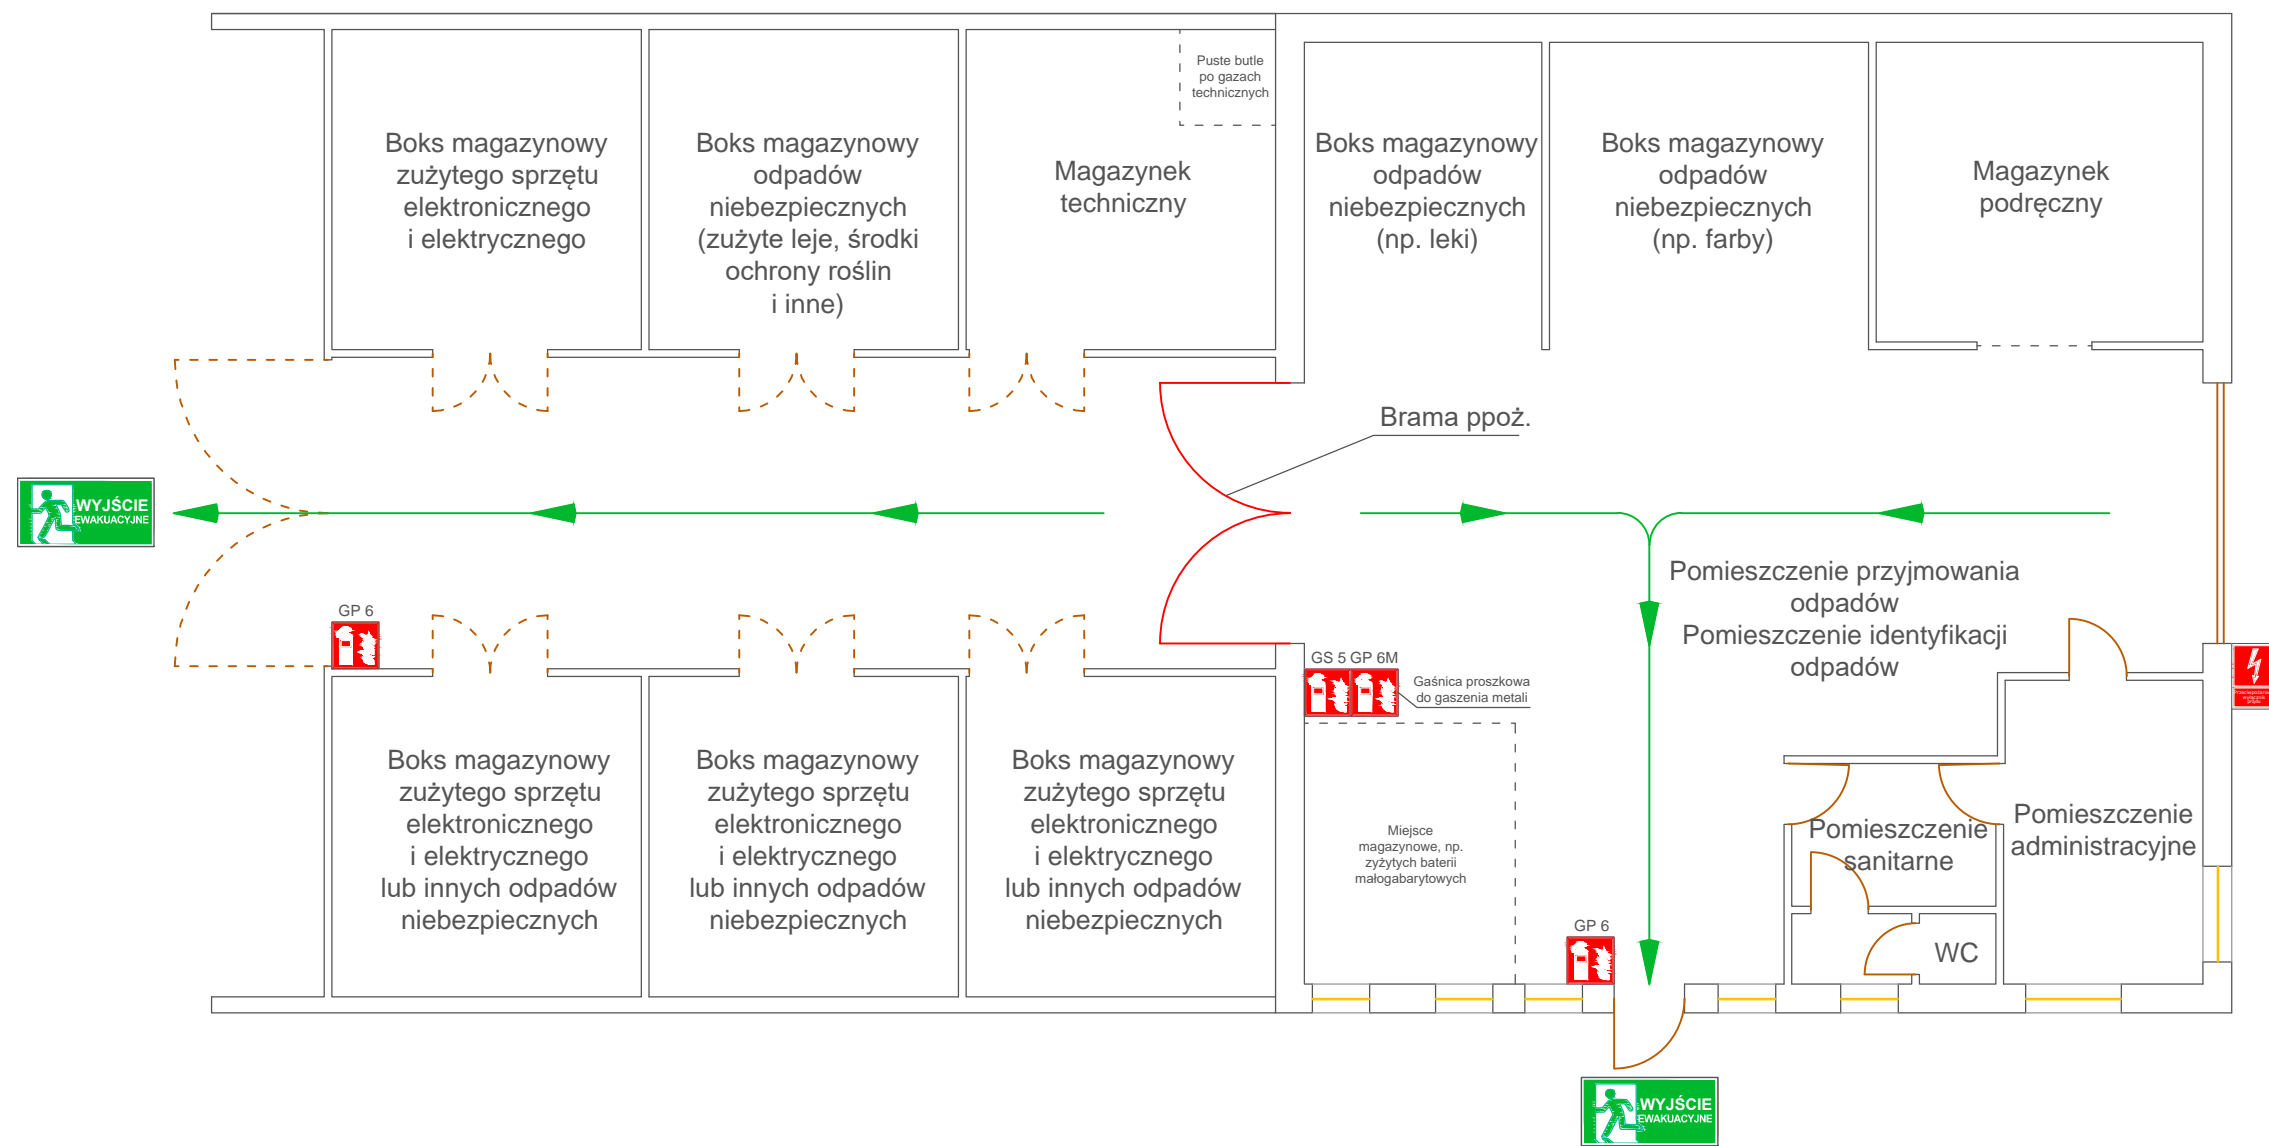 Puste butle
po gazach
technicznych
Boks magazynowy
zużytego sprzętu
elektronicznego
i elektrycznego
Boks magazynowy
odpadów
niebezpiecznych
(zużyte leje, środki
ochrony roślin
i inne)
Magazynek
techniczny
Boks magazynowy
odpadów
niebezpiecznych
(np. leki)
Boks magazynowy
odpadów
niebezpiecznych
(np. farby)
Magazynek
podręczny
Brama ppoż.
WYJŚCIE
EWAKUACYJNE
Pomieszczenie przyjmowania
odpadów
Pomieszczenie identyfikacji
odpadów
GP 6
GS 5 GP 6M
Gaśnica proszkowa
do gaszenia metali
Boks magazynowy
zużytego sprzętu
elektronicznego
i elektrycznego
lub innych odpadów
niebezpiecznych
Boks magazynowy
zużytego sprzętu
elektronicznego
i elektrycznego
lub innych odpadów
niebezpiecznych
Boks magazynowy
zużytego sprzętu
elektronicznego
i elektrycznego
lub innych odpadów
niebezpiecznych
Miejsce
magazynowe, np.
zyżytych baterii
małogabarytowych
Pomieszczenie
sanitarne
Pomieszczenie
administracyjne
GP 6
WC
WYJŚCIE
EWAKUACYJNE